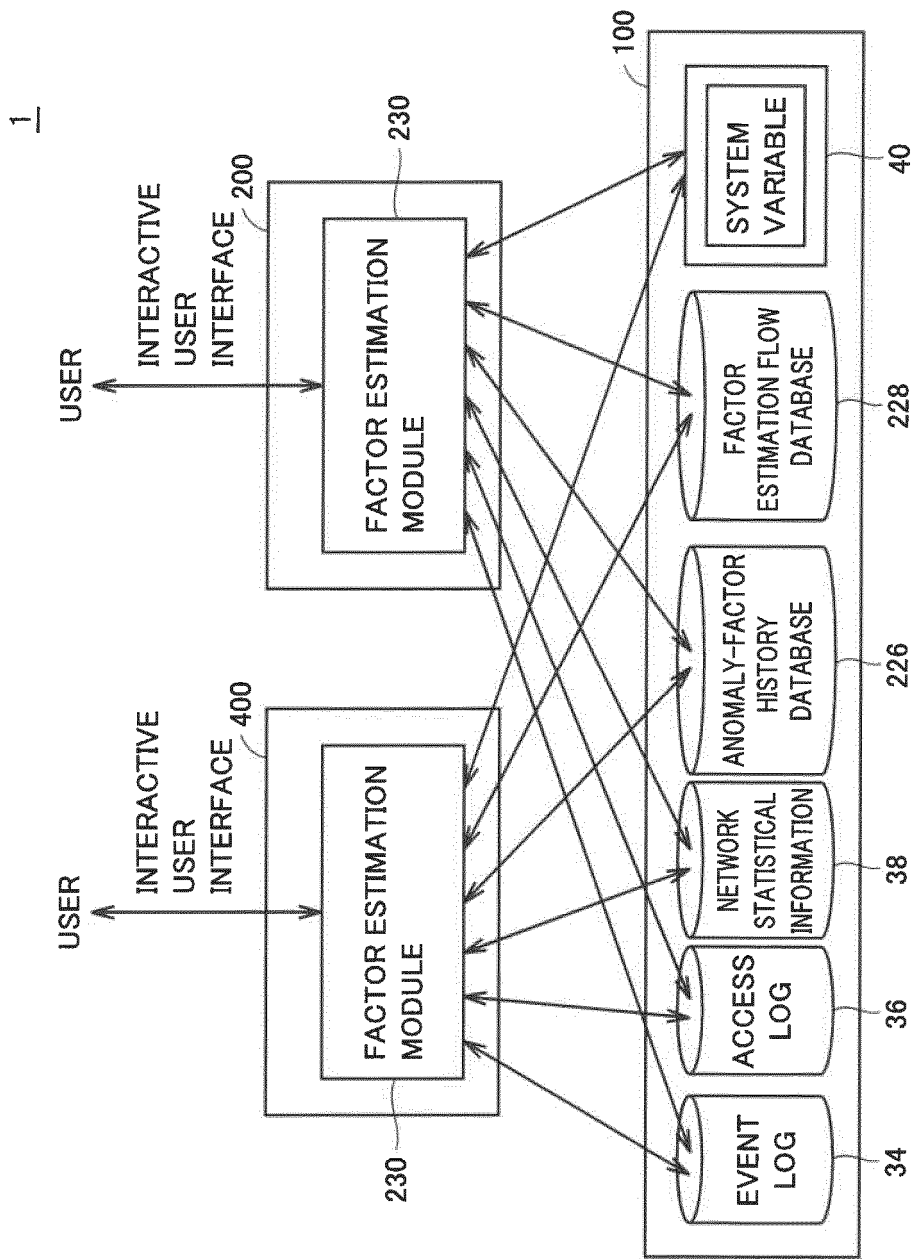 1
USER
INTERACTIVE
USER
INTERFACE
400
FACTOR ESTIMATION
MODULE
230
USER
INTERACTIVE
USER
INTERFACE
200
FACTOR ESTIMATION
MODULE
230
100
EVENT
LOG
34
ACCESS
LOG
36
NETWORK
STATISTICAL
INFORMATION
38
ANOMALY-FACTOR
HISTORY
DATABASE
226
FACTOR
ESTIMATION FLOW
DATABASE
228
SYSTEM
VARIABLE
40